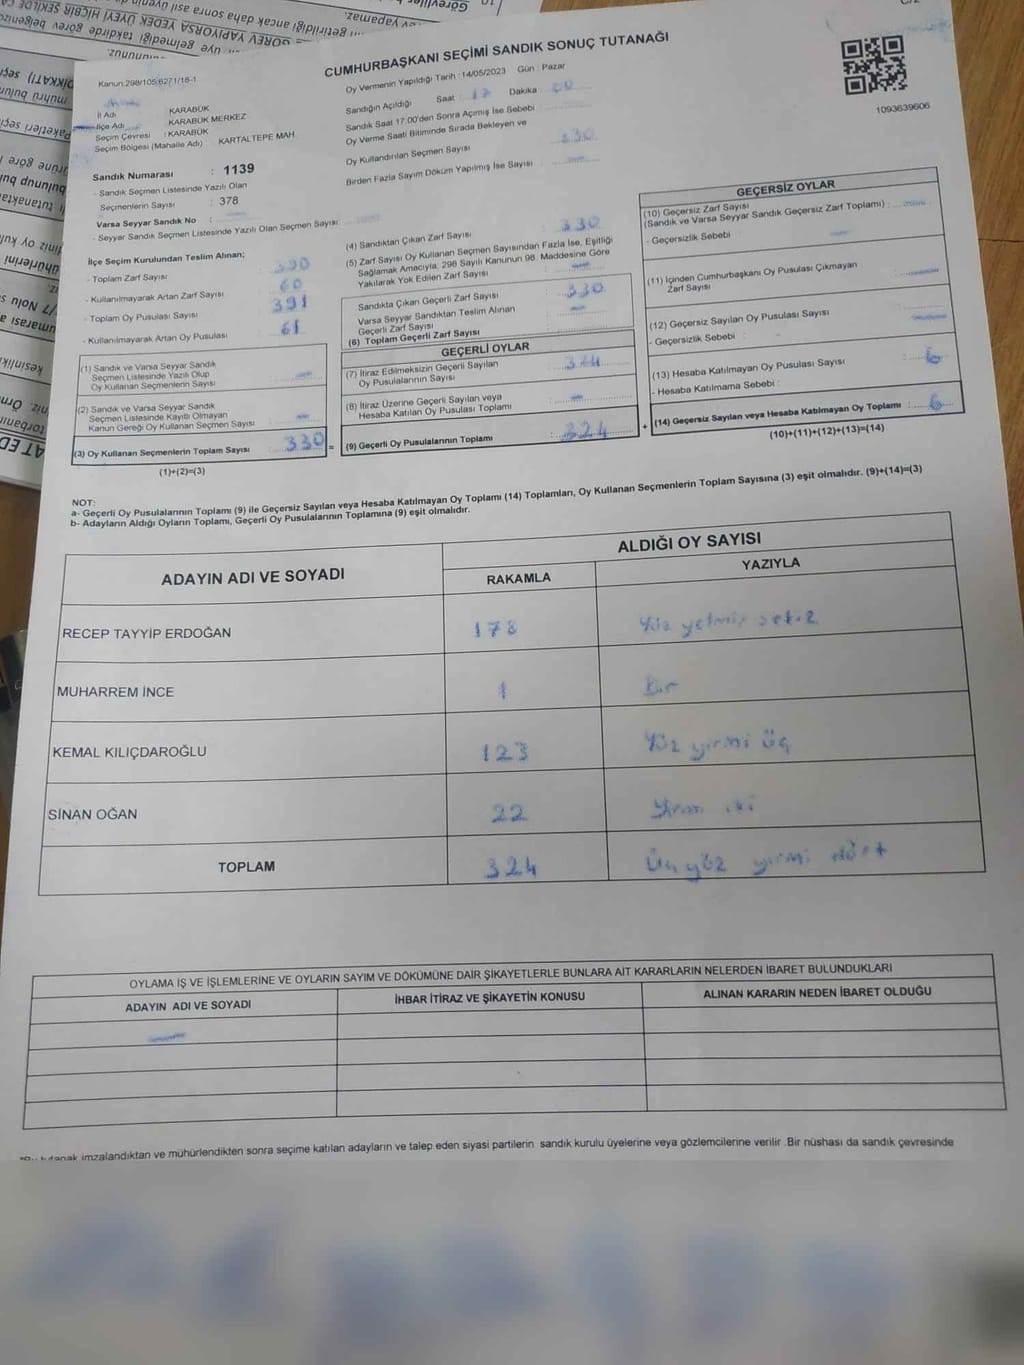 CUMHURBAŞKANI SEÇİMİ SANDIK SONUÇ TUTANAĞI
Kanun:298/105,6271/18-1
1093639606
İl Adı KARABÜK
İlçe Adı KARABÜK MERKEZ
Seçim Çevresi : KARABÜK
Seçim Bölgesi (Mahalle Adı) KARTALTEPE MAH.
Sandık Numarası : 1139
- Sandık Seçmen Listesinde Yazılı Olan
Seçmenlerin Sayısı : 378
Varsa Seyyar Sandık No :
- Seyyar Sandık Seçmen Listesinde Yazılı Olan Seçmen Sayısı:
İlçe Seçim Kurulundan Teslim Alınan;
- Toplam Zarf Sayısı : 390
- Kullanılmayarak Artan Zarf Sayısı : 60
- Toplam Oy Pusulası Sayısı : 391
- Kullanılmayarak Artan Oy Pusulası : 61
(1) Sandık ve Varsa Seyyar Sandık
Seçmen Listesinde Yazılı Olup
Oy Kullanan Seçmenlerin Sayısı
(2) Sandık ve Varsa Seyyar Sandık
Seçmen Listesinde Kayıtlı Olmayan
Kanun Gereği Oy Kullanan Seçmen Sayısı
(3) Oy Kullanan Seçmenlerin Toplam Sayısı : 330 =
(1)+(2)=(3)
Oy Vermenin Yapıldığı Tarih : 14/05/2023 Gün : Pazar
Sandığın Açıldığı Saat : 17 Dakika : 00
Sandık Saat 17:00'den Sonra Açımış İse Sebebi
Oy Verme Saati Bitiminde Sırada Bekleyen ve
Oy Kullandırılan Seçmen Sayısı : 330
Birden Fazla Sayım Döküm Yapılmış İse Sayısı :
(4) Sandıktan Çıkan Zarf Sayısı : 330
(5) Zarf Sayısı Oy Kullanan Seçmen Sayısından Fazla İse, Eşitliği
Sağlamak Amacıyla, 298 Sayılı Kanunun 98. Maddesine Göre
Yakılarak Yok Edilen Zarf Sayısı
Sandıkta Çıkan Geçerli Zarf Sayısı : 330
Varsa Seyyar Sandıktan Teslim Alınan
Geçerli Zarf Sayısı
(6) Toplam Geçerli Zarf Sayısı
GEÇERLİ OYLAR
(7) İtiraz Edilmeksizin Geçerli Sayılan
Oy Pusulalarının Sayısı : 324
(8) İtiraz Üzerine Geçerli Sayılan veya
Hesaba Katılan Oy Pusulası Toplamı
(9) Geçerli Oy Pusulalarının Toplamı : 324 +
GEÇERSİZ OYLAR
(10) Geçersiz Zarf Sayısı
(Sandık ve Varsa Seyyar Sandık Geçersiz Zarf Toplamı) :
- Geçersizlik Sebebi :
(11) İçinden Cumhurbaşkanı Oy Pusulası Çıkmayan
Zarf Sayısı
(12) Geçersiz Sayılan Oy Pusulası Sayısı
- Geçersizlik Sebebi :
(13) Hesaba Katılmayan Oy Pusulası Sayısı : 6
- Hesaba Katılmama Sebebi :
(14) Geçersiz Sayılan veya Hesaba Katılmayan Oy Toplamı : 6
(10)+(11)+(12)+(13)=(14)
NOT:
a- Geçerli Oy Pusulalarının Toplamı (9) ile Geçersiz Sayılan veya Hesaba Katılmayan Oy Toplamı (14) Toplamları, Oy Kullanan Seçmenlerin Toplam Sayısına (3) eşit olmalıdır. (9)+(14)=(3)
b- Adayların Aldığı Oyların Toplamı, Geçerli Oy Pusulalarının Toplamına (9) eşit olmalıdır.
ADAYIN ADI VE SOYADI ALDIĞI OY SAYISI
RAKAMLA YAZIYLA
RECEP TAYYİP ERDOĞAN 178 Yüz yetmiş sekiz
MUHARREM İNCE 1 Bir
KEMAL KILIÇDAROĞLU 123 Yüz yirmi üç
SİNAN OĞAN 22 Yirmi iki
TOPLAM 324 Üç yüz yirmi dört
OYLAMA İŞ VE İŞLEMLERİNE VE OYLARIN SAYIM VE DÖKÜMÜNE DAİR ŞİKAYETLERLE BUNLARA AİT KARARLARIN NELERDEN İBARET BULUNDUKLARI
ADAYIN ADI VE SOYADI İHBAR İTİRAZ VE ŞİKAYETİN KONUSU ALINAN KARARIN NEDEN İBARET OLDUĞU
tutanak imzalandıktan ve mühürlendikten sonra seçime katılan adayların ve talep eden siyasi partilerin sandık kurulu üyelerine veya gözlemcilerine verilir .Bir nüshası da sandık çevresinde